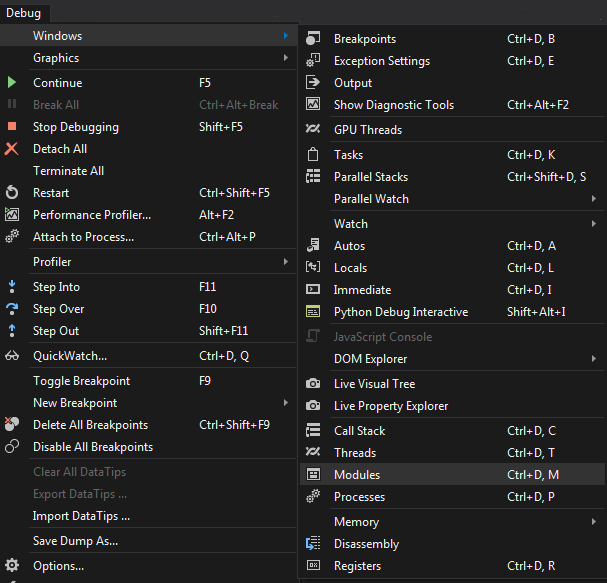 Debug
Windows
Graphics
Continue F5
Break All Ctrl+Alt+Break
Stop Debugging Shift+F5
Detach All
Terminate All
Restart Ctrl+Shift+F5
Performance Profiler... Alt+F2
Attach to Process... Ctrl+Alt+P
Profiler
Step Into F11
Step Over F10
Step Out Shift+F11
QuickWatch... Ctrl+D, Q
Toggle Breakpoint F9
New Breakpoint
Delete All Breakpoints Ctrl+Shift+F9
Disable All Breakpoints
Clear All DataTips
Export DataTips ...
Import DataTips ...
Save Dump As...
Options...
Breakpoints Ctrl+D, B
Exception Settings Ctrl+D, E
Output
Show Diagnostic Tools Ctrl+Alt+F2
GPU Threads
Tasks Ctrl+D, K
Parallel Stacks Ctrl+Shift+D, S
Parallel Watch
Watch
Autos Ctrl+D, A
Locals Ctrl+D, L
Immediate Ctrl+D, I
Python Debug Interactive Shift+Alt+I
JavaScript Console
DOM Explorer
Live Visual Tree
Live Property Explorer
Call Stack Ctrl+D, C
Threads Ctrl+D, T
Modules Ctrl+D, M
Processes Ctrl+D, P
Memory
Disassembly
Registers Ctrl+D, R